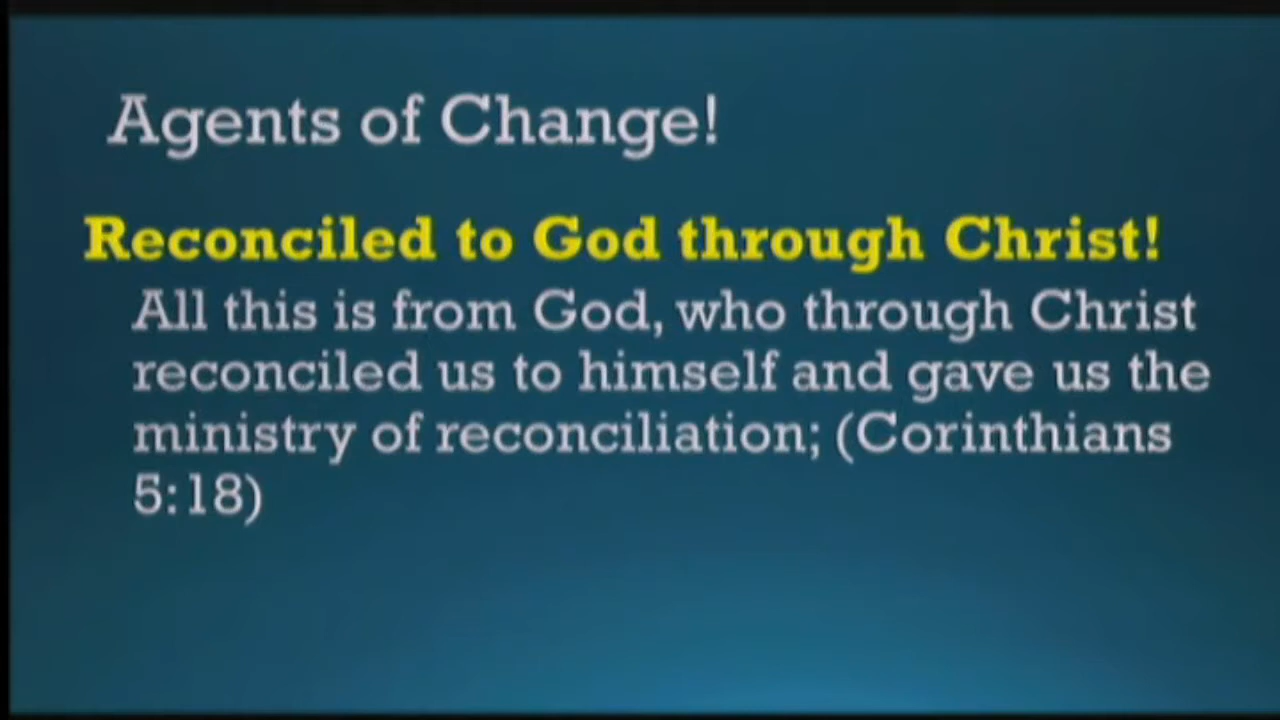 Agents of Change!
Reconciled to God through Christ!
All this is from God, who through Christ
reconciled us to himself and gave us the
ministry of reconciliation; (Corinthians
5:18)